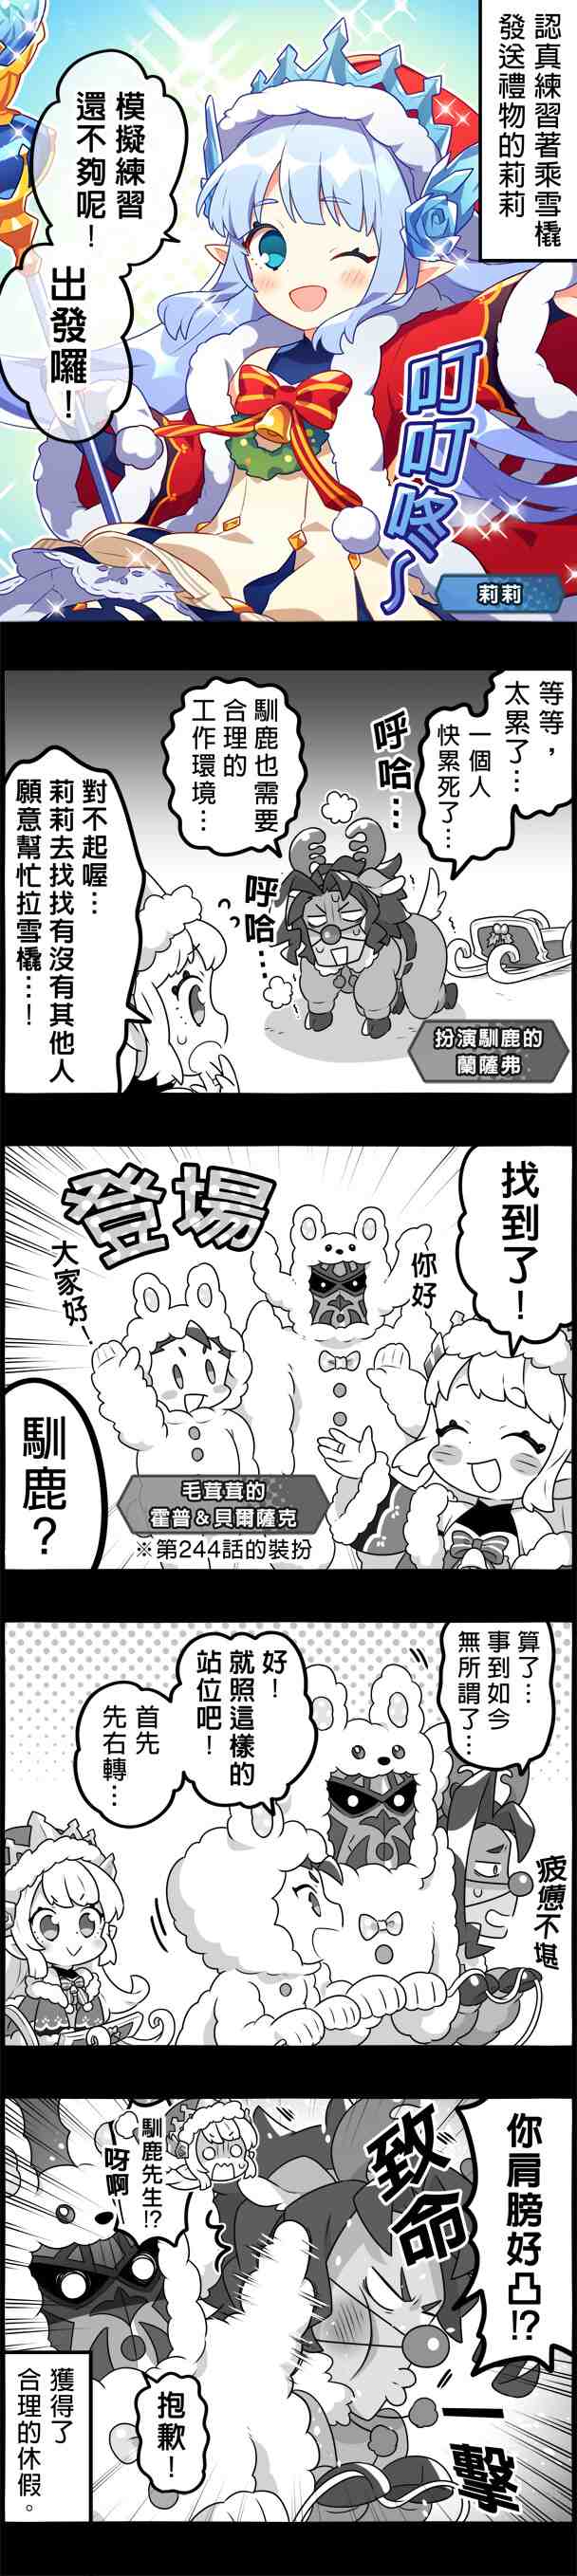 認真練習著乘雪橇
發送禮物的莉莉
模擬練習
還不夠呢！
出發囉！
叮叮咚～
莉莉
等等，
太累了…
一個人
快累死了…
呼哈…
馴鹿也需要
合理的
工作環境…
呼哈…
對不起喔…
莉莉去找找有沒有其他人
願意幫忙拉雪橇…！
扮演馴鹿的
蘭薩弗
找到了！
登場
你好
大家好！
馴鹿？
毛茸茸的
霍普＆貝爾薩克
※第244話的裝扮
算了…
事到如今
無所謂了…
好！
就照這樣的
站位吧！
首先
先右轉…
疲憊不堪
你肩膀好凸!?
致命
一擊
馴鹿先生!?
呀啊
抱歉！
獲得了
合理的休假。